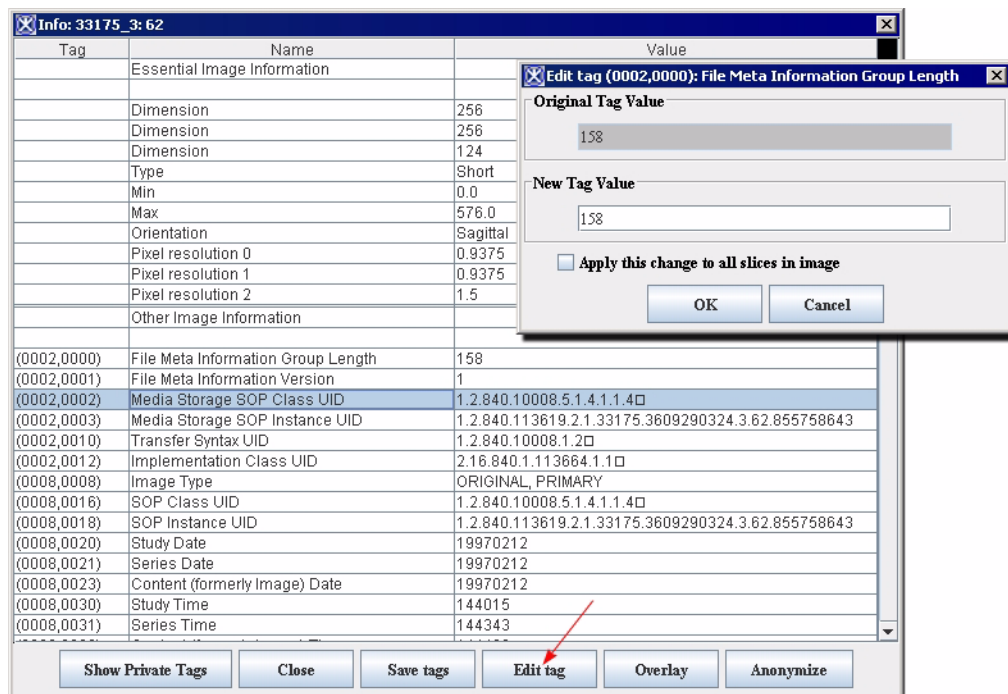 Info: 33175_3: 62
Tag Name Value
Essential Image Information
Dimension 256
Dimension 256
Dimension 124
Type Short
Min 0.0
Max 576.0
Orientation Sagittal
Pixel resolution 0 0.9375
Pixel resolution 1 0.9375
Pixel resolution 2 1.5
Other Image Information
(0002,0000) File Meta Information Group Length 158
(0002,0001) File Meta Information Version 1
(0002,0002) Media Storage SOP Class UID 1.2.840.10008.5.1.4.1.1.4□
(0002,0003) Media Storage SOP Instance UID 1.2.840.113619.2.1.33175.3609290324.3.62.855758643
(0002,0010) Transfer Syntax UID 1.2.840.10008.1.2□
(0002,0012) Implementation Class UID 2.16.840.1.113664.1.1□
(0008,0008) Image Type ORIGINAL, PRIMARY
(0008,0016) SOP Class UID 1.2.840.10008.5.1.4.1.1.4□
(0008,0018) SOP Instance UID 1.2.840.113619.2.1.33175.3609290324.3.62.855758643
(0008,0020) Study Date 19970212
(0008,0021) Series Date 19970212
(0008,0023) Content (formerly Image) Date 19970212
(0008,0030) Study Time 144015
(0008,0031) Series Time 144343
Show Private Tags Close Save tags Edit tag Overlay Anonymize
Edit tag (0002,0000): File Meta Information Group Length
Original Tag Value
158
New Tag Value
158
Apply this change to all slices in image
OK Cancel